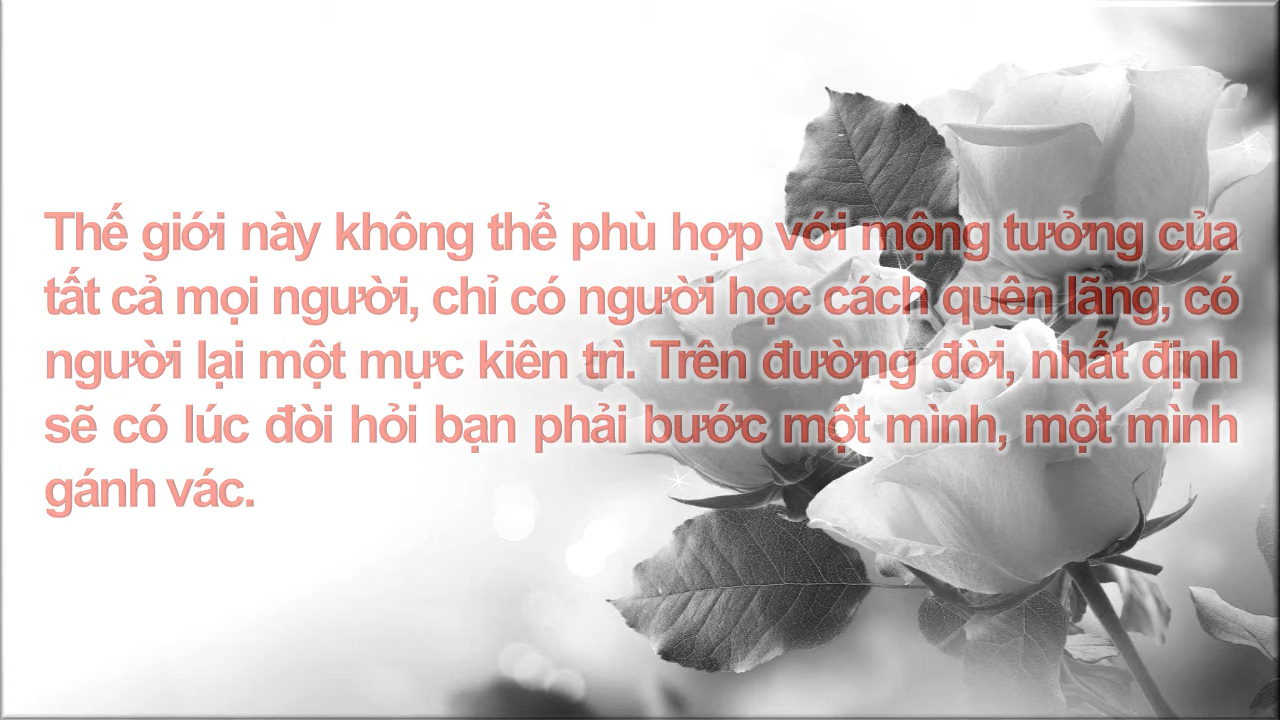 Thế giới này không thể phù hợp với mộng tưởng của
tất cả mọi người, chỉ có người học cách quên lãng, có
người lại một mực kiên trì. Trên đường đời, nhất định
sẽ có lúc đòi hỏi bạn phải bước một mình, một mình
gánh vác.